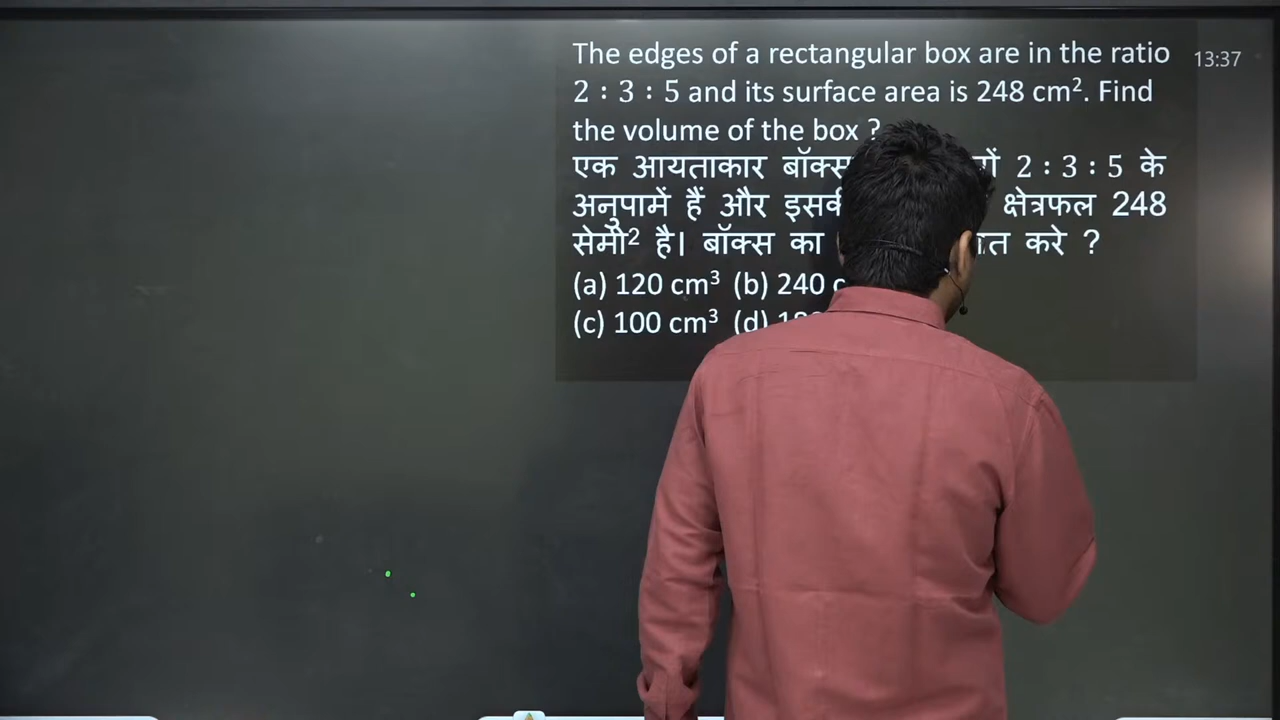 The edges of a rectangular box are in the ratio
13:37
2 : 3 : 5 and its surface area is 248 cm². Find
the volume of the box ?
एक आयताकार बॉक्स 2 : 3 : 5 के
अनुपामें हैं और क्षेत्रफल 248
सेमी² है। बॉक्स का करे ?
(a) 120 cm³ (b) 240
(c) 100 cm³ (d)